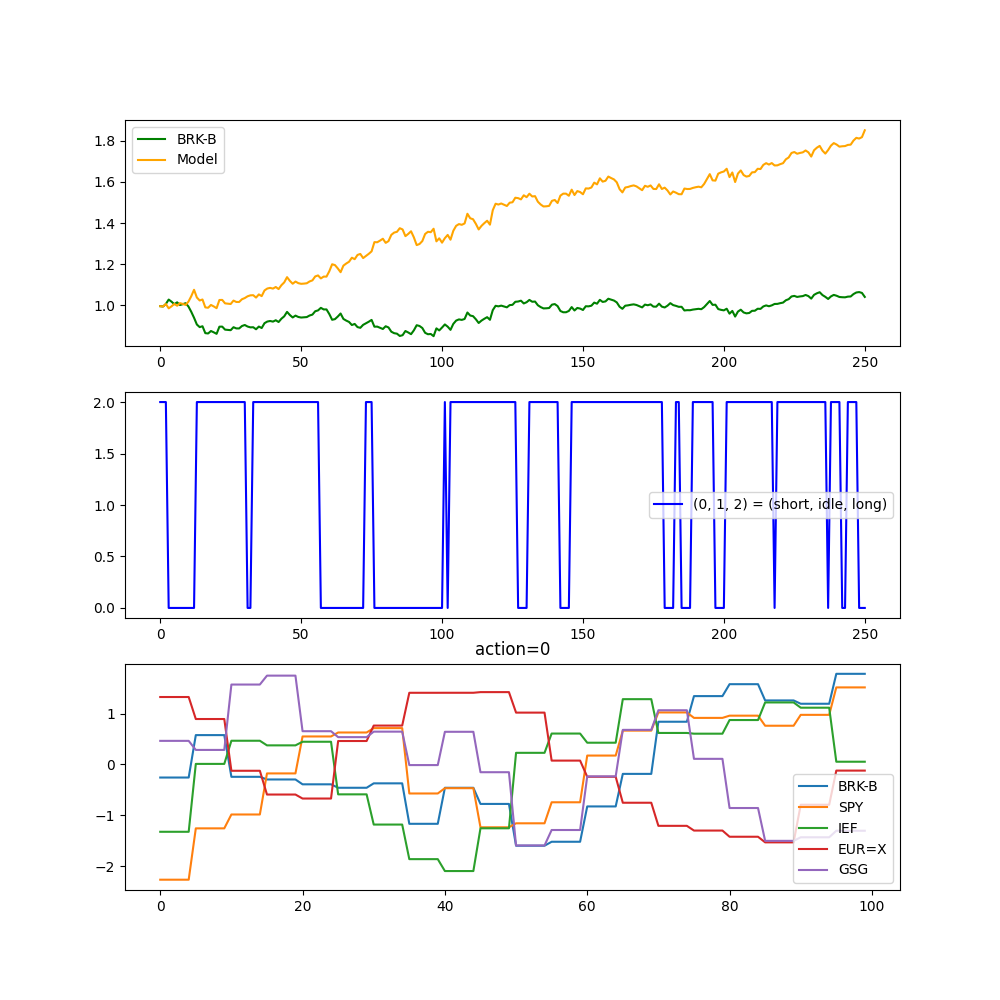 BRK-B
Model
1.8
1.6
1.4
1.2
1.0
0 50 100 150 200 250
2.0
1.5
1.0
0.5
0.0
(0, 1, 2) = (short, idle, long)
0 50 100 150 200 250
action=0
1
0
−1
−2
BRK-B
SPY
IEF
EUR=X
GSG
0 20 40 60 80 100